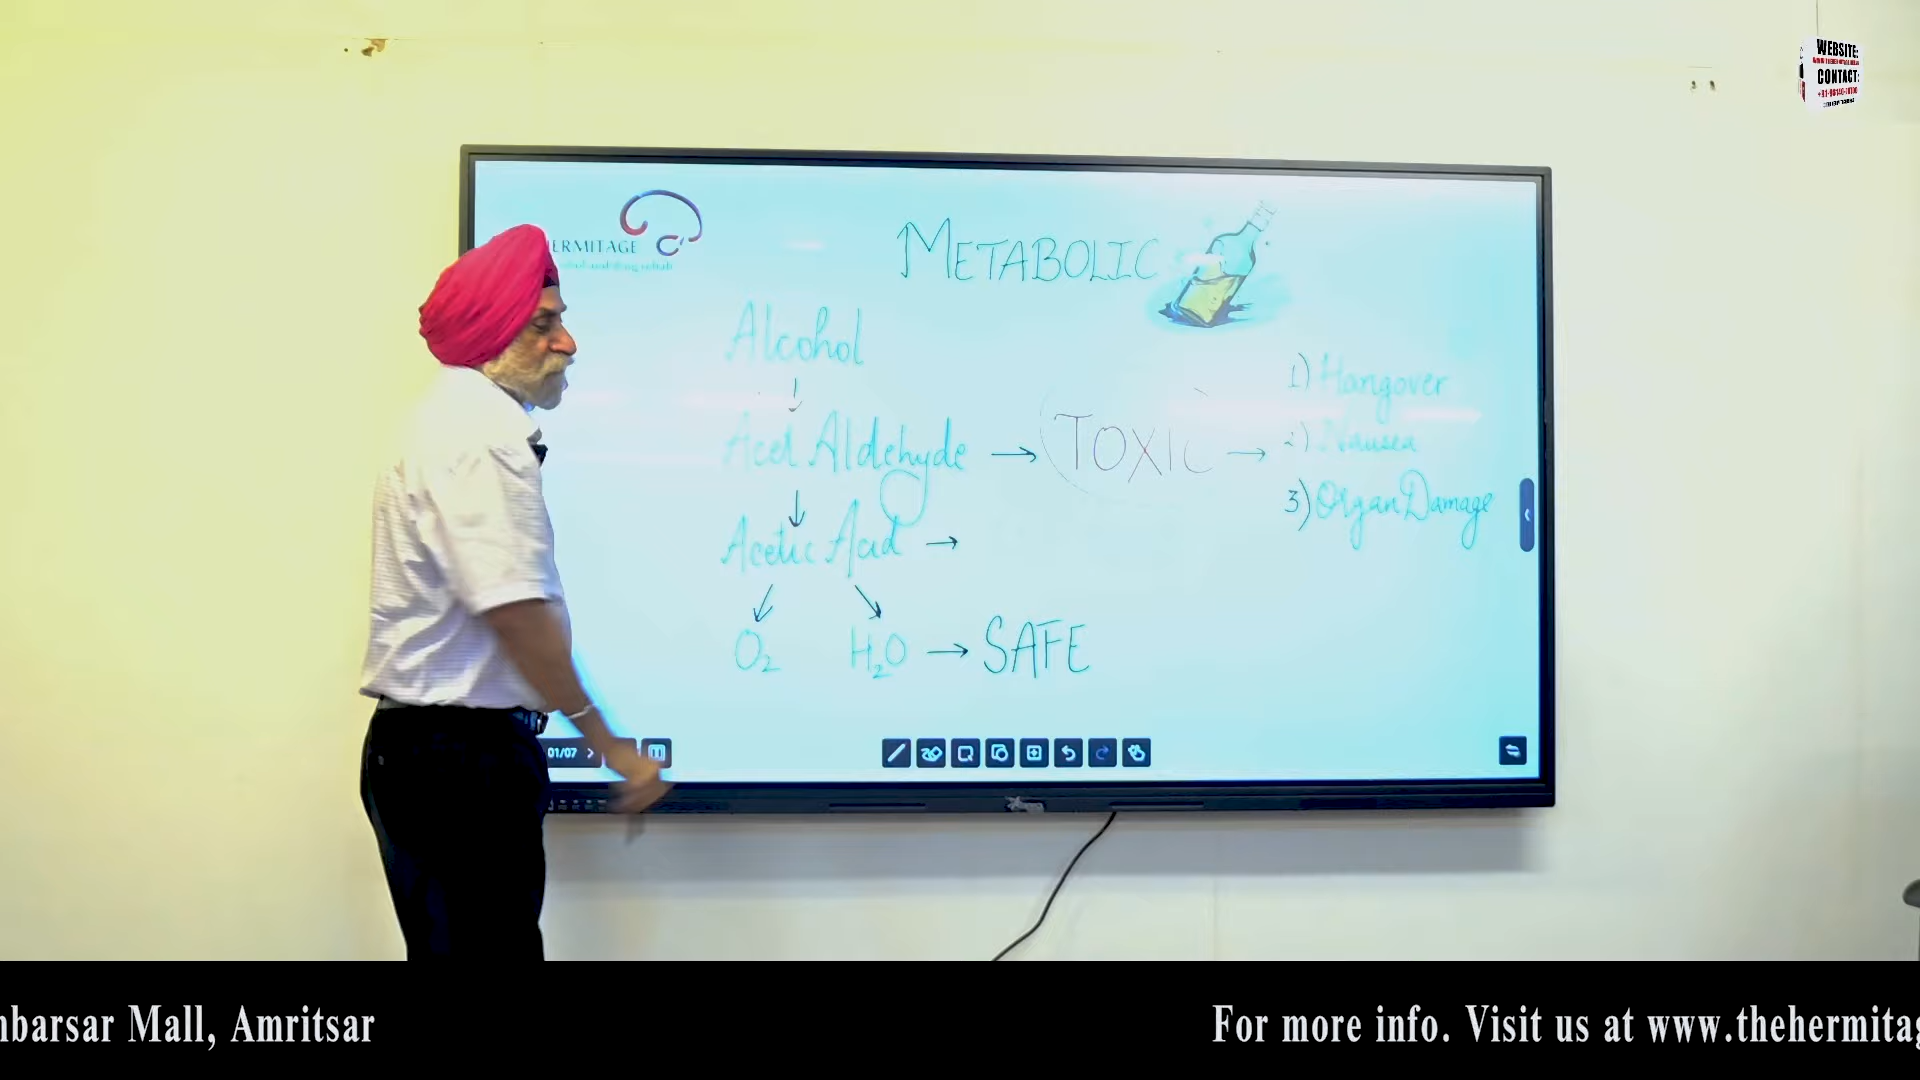 WEBSITE:
CONTACT:
ERMITAGE
METABOLIC
Alcohol
Acet Aldehyde → TOXIC →
1) Hangover
2) Nausea
3) Organ Damage
Acetic Acid →
O2 H2O → SAFE
01/07
mbarsar Mall, Amritsar
For more info. Visit us at www.thehermitag